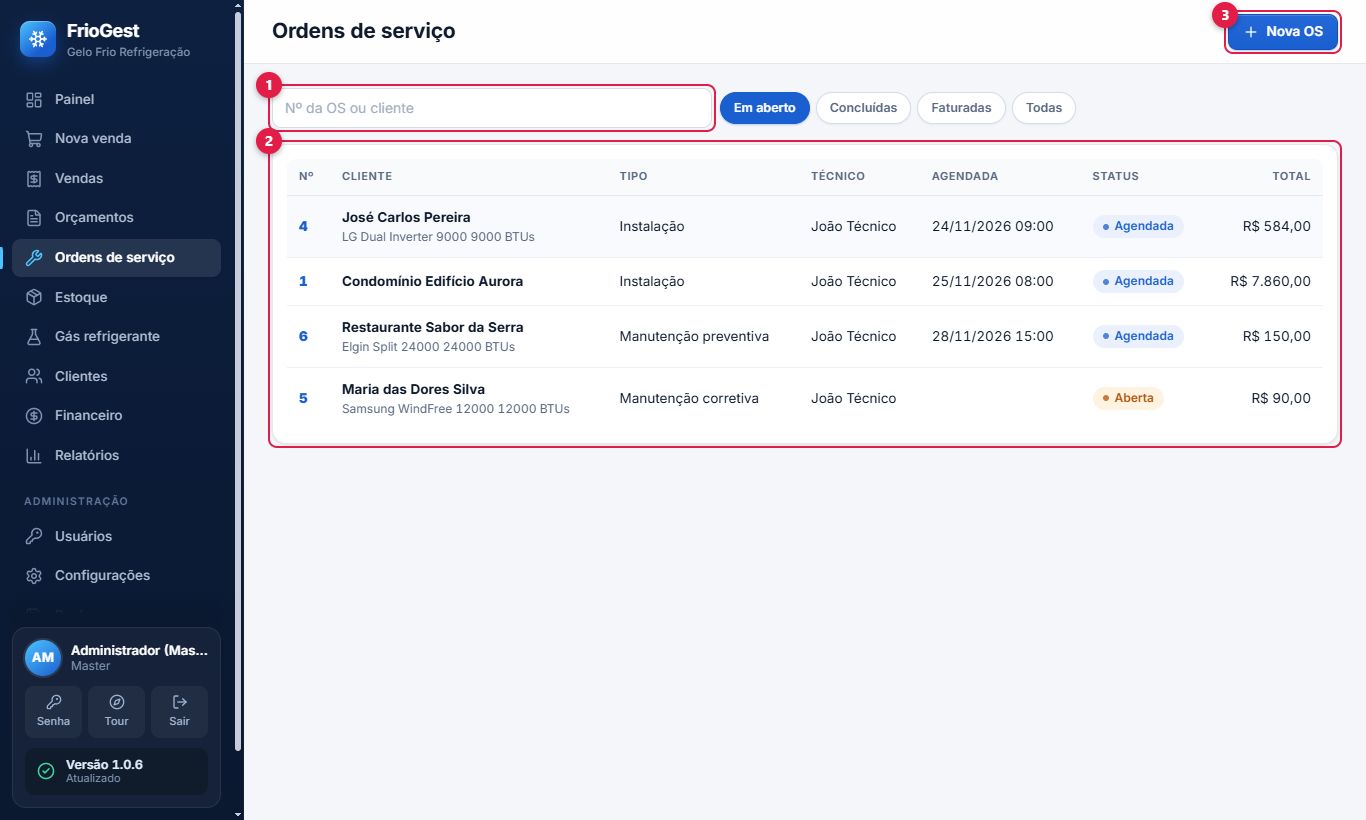 FrioGest
Gelo Frio Refrigeração
Painel
Nova venda
Vendas
Orçamentos
Ordens de serviço
Estoque
Gás refrigerante
Clientes
Financeiro
Relatórios
ADMINISTRAÇÃO
Usuários
Configurações
AM
Administrador (Mas...
Master
Senha Tour Sair
Versão 1.0.6
Atualizado
Ordens de serviço
3
Nova OS
1
Nº da OS ou cliente
Em aberto Concluídas Faturadas Todas
2
Nº CLIENTE TIPO TÉCNICO AGENDADA STATUS TOTAL
4 José Carlos Pereira Instalação João Técnico 24/11/2026 09:00 Agendada R$ 584,00
LG Dual Inverter 9000 9000 BTUs
1 Condomínio Edifício Aurora Instalação João Técnico 25/11/2026 08:00 Agendada R$ 7.860,00
6 Restaurante Sabor da Serra Manutenção preventiva João Técnico 28/11/2026 15:00 Agendada R$ 150,00
Elgin Split 24000 24000 BTUs
5 Maria das Dores Silva Manutenção corretiva João Técnico Aberta R$ 90,00
Samsung WindFree 12000 12000 BTUs